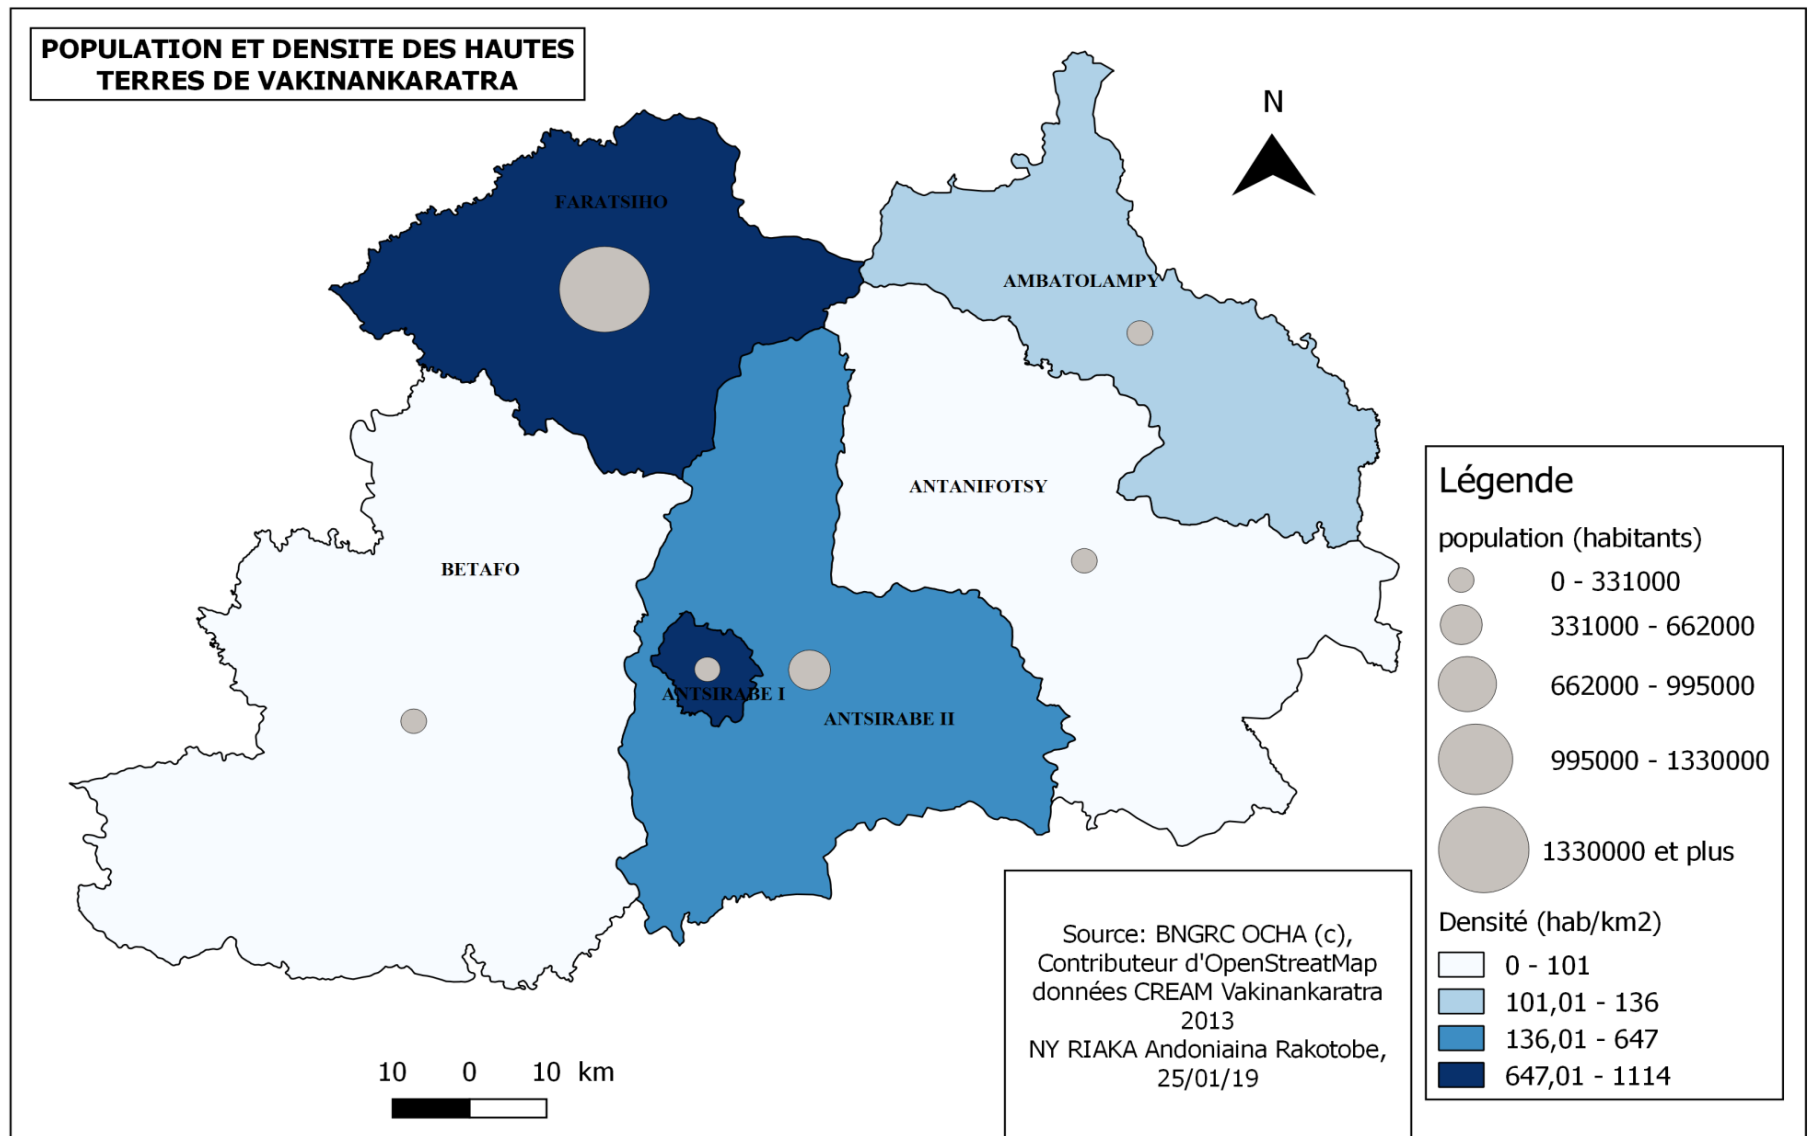 POPULATION ET DENSITE DES HAUTES
TERRES DE VAKINANKARATRA
N
FARATSIHO
AMBATOLAMPY
ANTANIFOTSY
BETAFO
ANTSIRABE I
ANTSIRABE II
Légende
population (habitants)
0 - 331000
331000 - 662000
662000 - 995000
995000 - 1330000
1330000 et plus
Densité (hab/km2)
0 - 101
101,01 - 136
136,01 - 647
647,01 - 1114
Source: BNGRC OCHA (c),
Contributeur d'OpenStreatMap
données CREAM Vakinankaratra
2013
NY RIAKA Andoniaina Rakotobe,
25/01/19
10 0 10 km